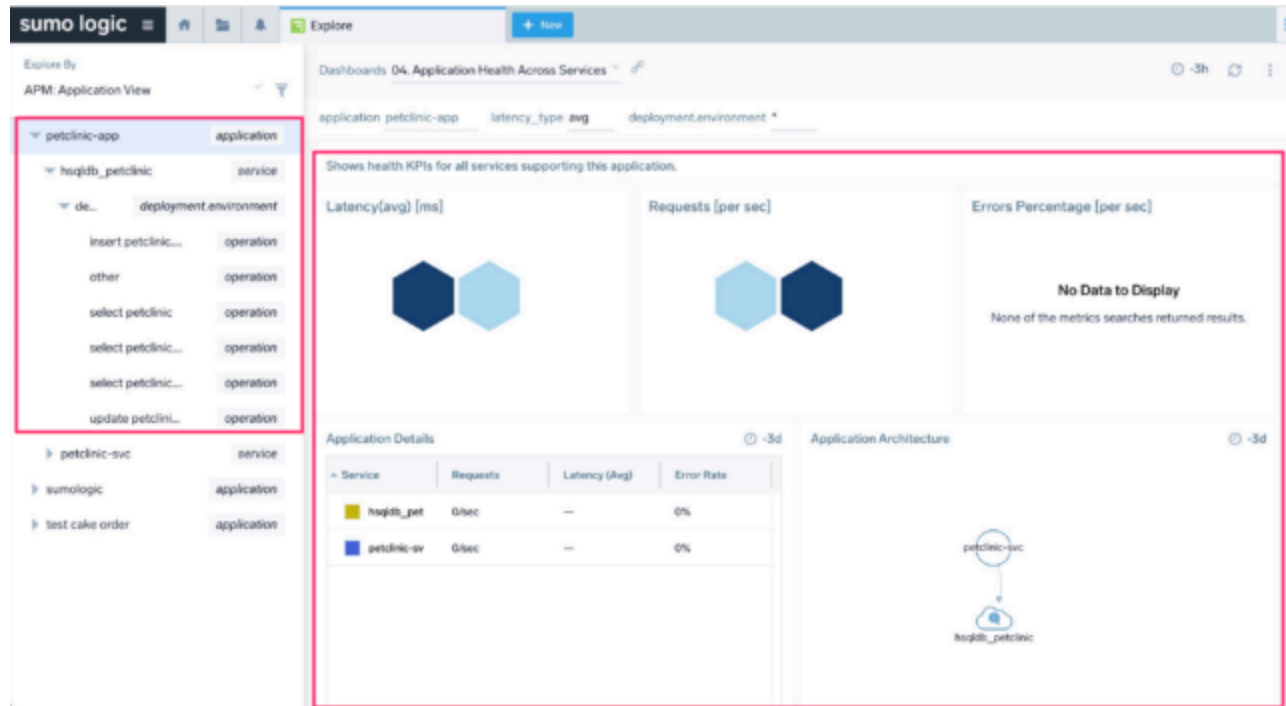 sumo logic
Explore
+ New
Explore By
APM: Application View
Dashboards 04. Application Health Across Services
-3h
application petclinic-app latency_type avg deployment.environment *
petclinic-app application
hsqldb_petclinic service
de... deployment.environment
insert petclinic.... operation
other operation
select petclinic operation
select petclinic... operation
select petclinic... operation
update petclini... operation
petclinic-svc service
sumologic application
test cake order application
Shows health KPIs for all services supporting this application.
Latency(avg) [ms]
Requests [per sec]
Errors Percentage [per sec]
No Data to Display
None of the metrics searches returned results.
Application Details -3d
Service Requests Latency (Avg) Error Rate
hsqldb_pet 0/sec — 0%
petclinic-sv 0/sec — 0%
Application Architecture -3d
petclinic-svc
hsqldb_petclinic